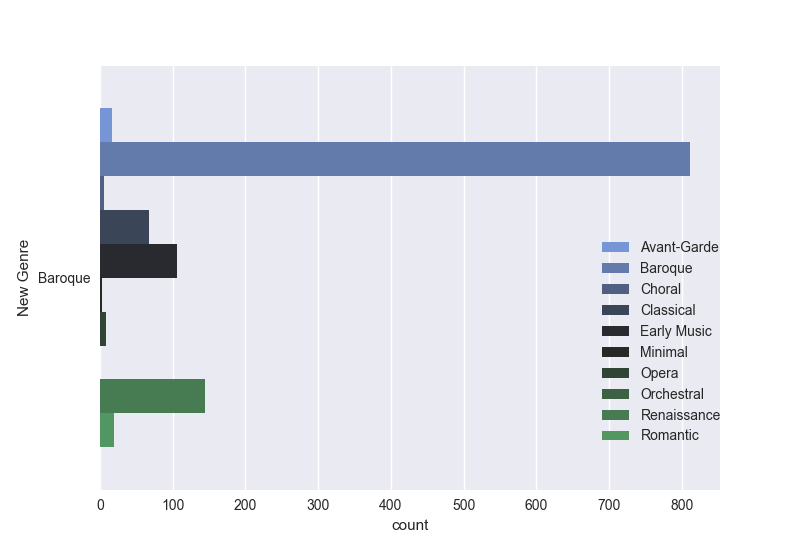 New Genre
Baroque
Avant-Garde
Baroque
Choral
Classical
Early Music
Minimal
Opera
Orchestral
Renaissance
Romantic
0 100 200 300 400 500 600 700 800
count